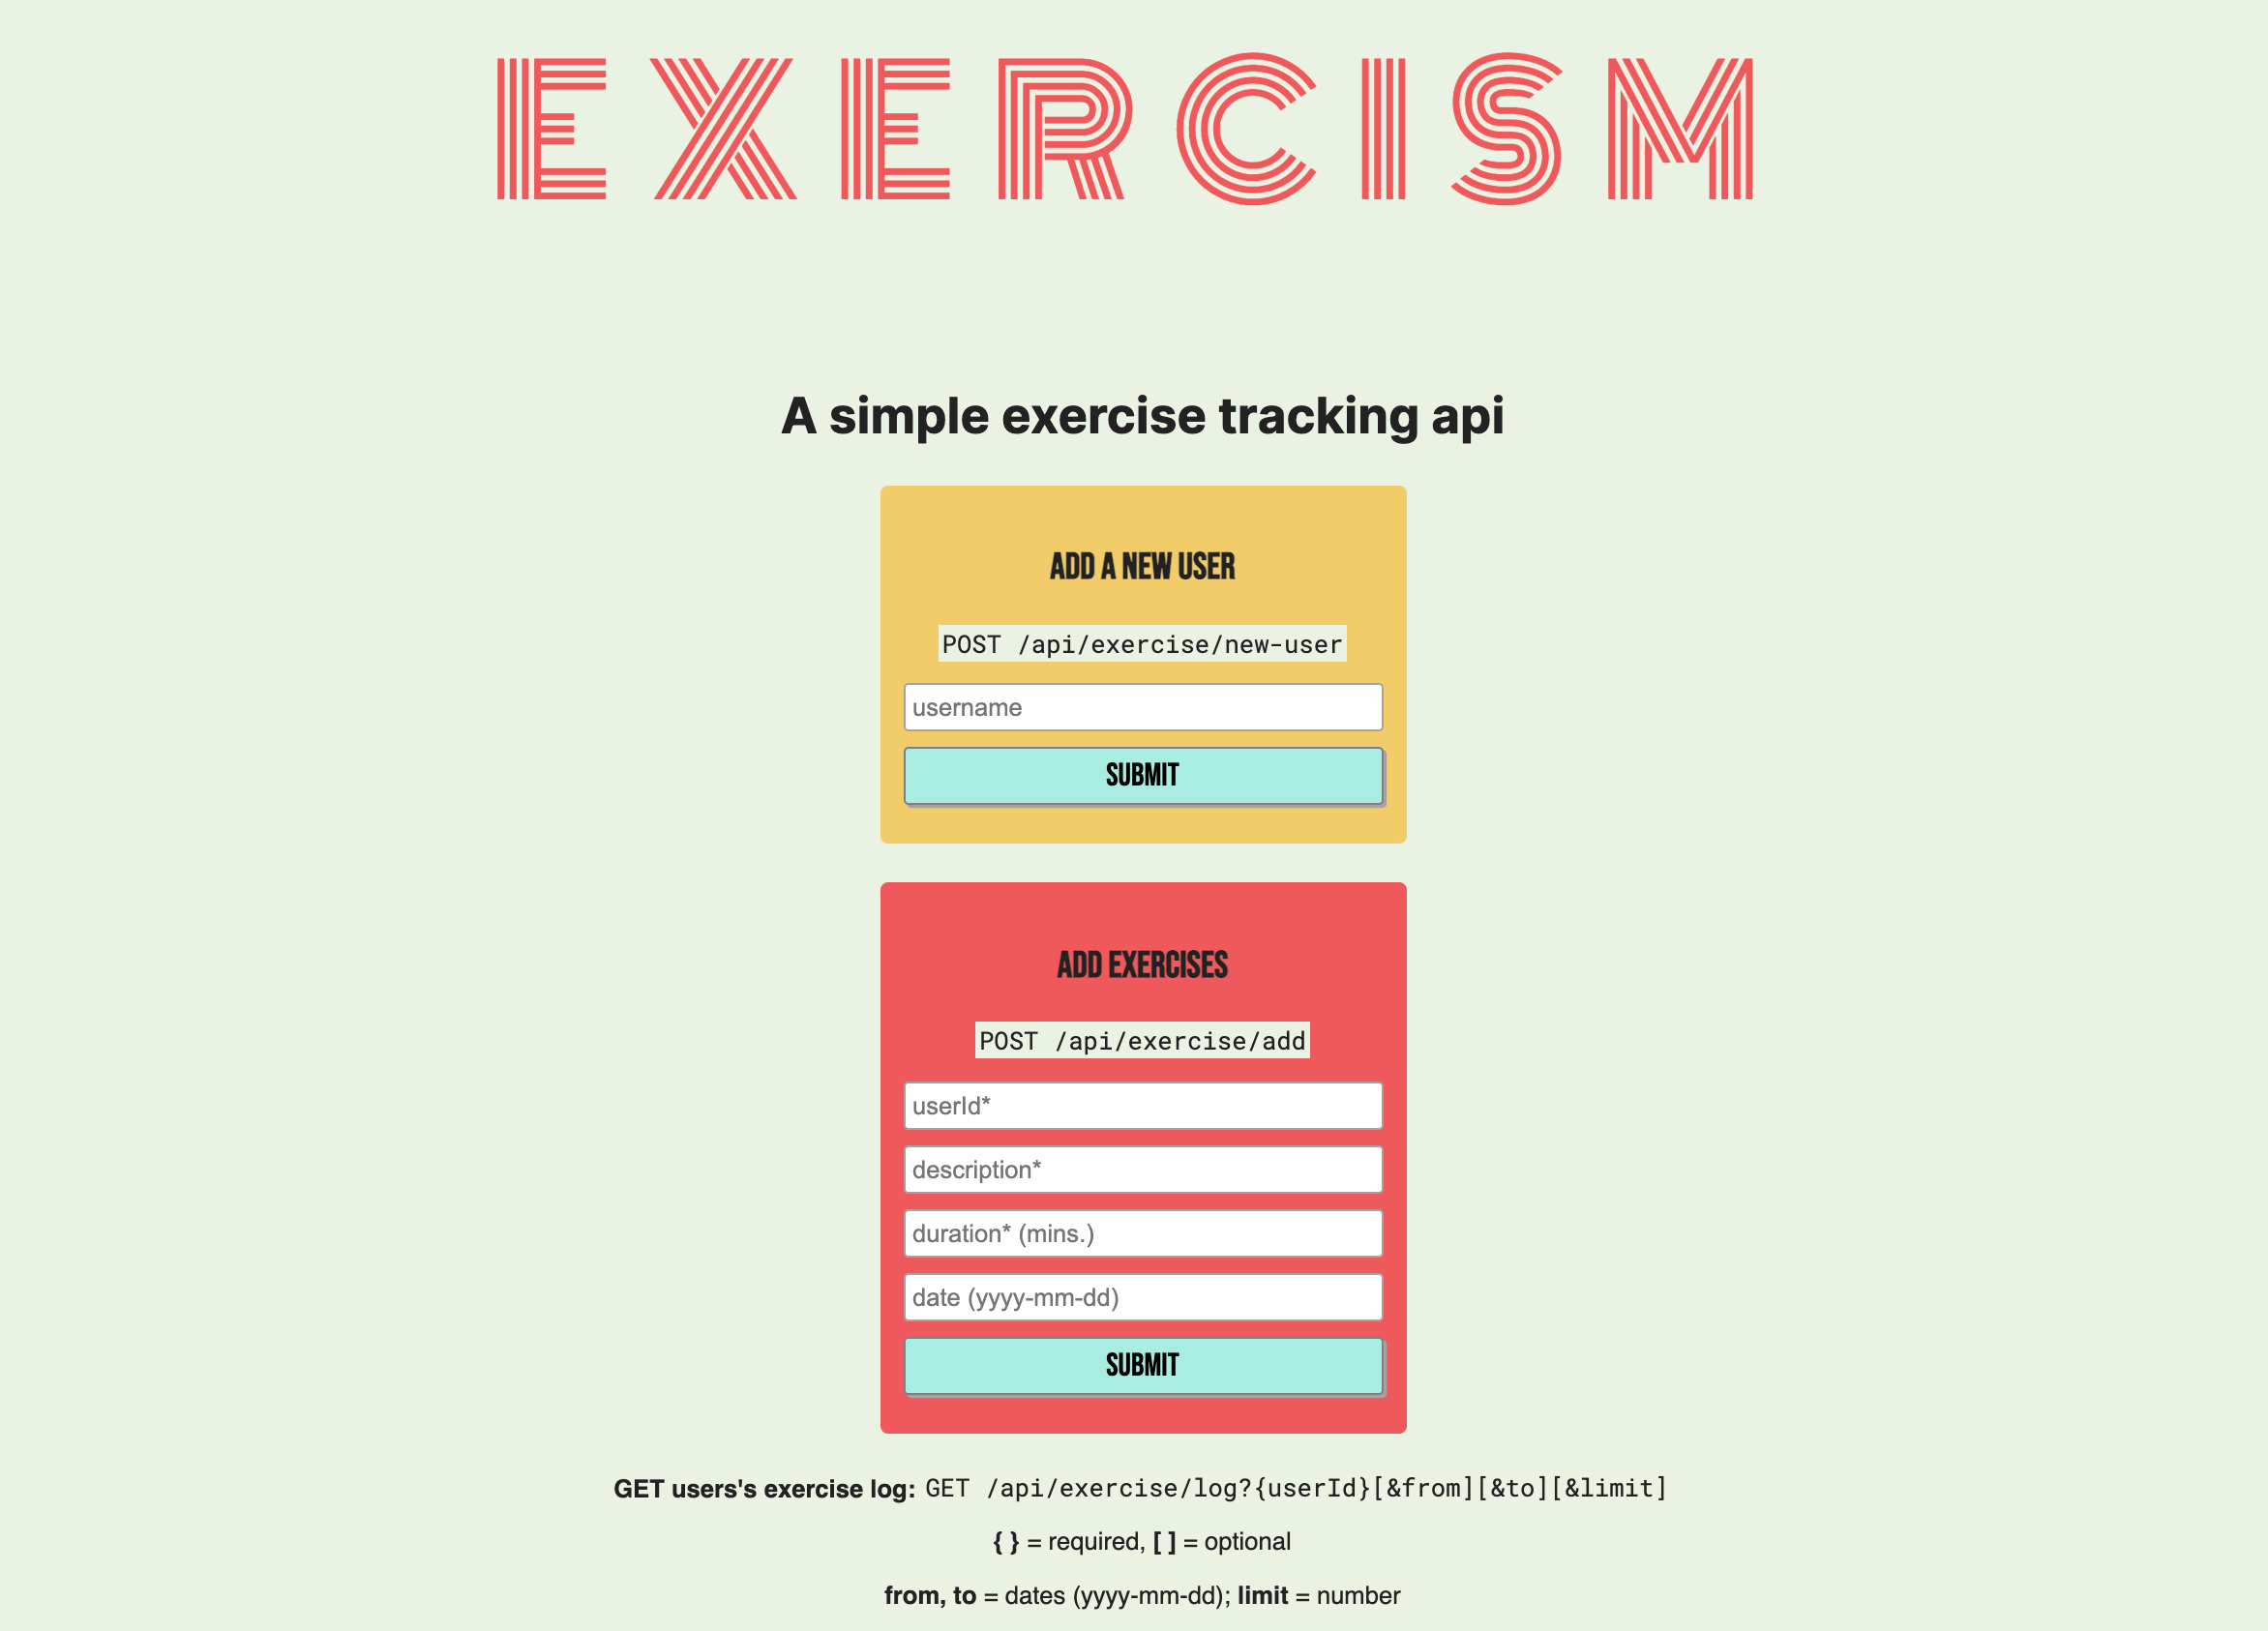 EXERCISM
A simple exercise tracking api
ADD A NEW USER
POST /api/exercise/new-user
username
SUBMIT
ADD EXERCISES
POST /api/exercise/add
userId*
description*
duration* (mins.)
date (yyyy-mm-dd)
SUBMIT
GET users's exercise log: GET /api/exercise/log?{userId}[&from][&to][&limit]
{ } = required, [ ] = optional
from, to = dates (yyyy-mm-dd); limit = number